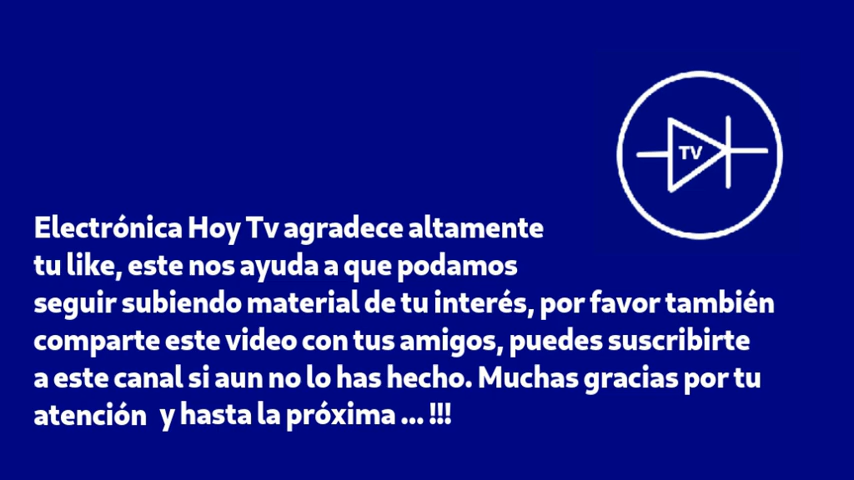 TV
Electrónica Hoy Tv agradece altamente
tu like, este nos ayuda a que podamos
seguir subiendo material de tu interés, por favor también
comparte este video con tus amigos, puedes suscribirte
a este canal si aun no lo has hecho. Muchas gracias por tu
atención y hasta la próxima ... !!!